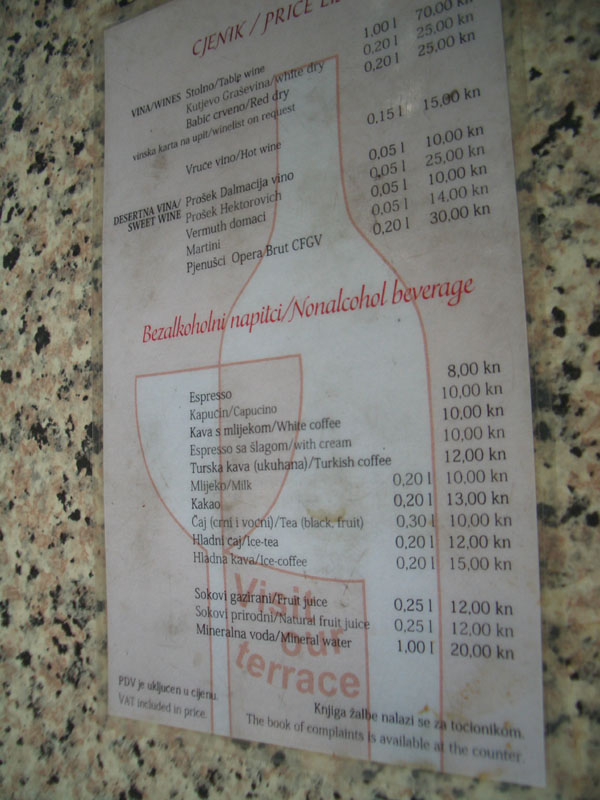 CJENIK / PRICE
VINA/WINES Stolno/Table wine 1,00 l 70,00 kn
Kutjevo Graševina/white dry 0,20 l 25,00 kn
Babić crveno/Red dry 0,20 l 25,00 kn
vinska karta na upit/winelist on request
Vruce vino/Hot wine 0,15 l 15,00 kn
DESERTNA VINA/ Prošek Dalmacija vino 0,05 l 10,00 kn
SWEET WINE Prošek Hektorovich 0,05 l 25,00 kn
Vermuth domaci 0,05 l 10,00 kn
Martini 0,05 l 14,00 kn
Pjenušci Opera Brut CFGV 0,20 l 30,00 kn
Bezalkoholni napitci/Nonalcohol beverage
Espresso 8,00 kn
Kapucin/Capucino 10,00 kn
Kava s mlijekom/White coffee 10,00 kn
Espresso sa šlagom/with cream 10,00 kn
Turska kava (ukuhana)/Turkish coffee 12,00 kn
Mlijeko/Milk 0,20 l 10,00 kn
Kakao 0,20 l 13,00 kn
Čaj (crni i vocni)/Tea (black, fruit) 0,30 l 10,00 kn
Hladni čaj/Ice-tea 0,20 l 12,00 kn
Hladna kava/Ice-coffee 0,20 l 15,00 kn
Sokovi gazirani/Fruit juice 0,25 l 12,00 kn
Sokovi prirodni/Natural fruit juice 0,25 l 12,00 kn
Mineralna voda/Mineral water 1,00 l 20,00 kn
Visit
our
terrace
PDV je ukljucen u cijenu.
VAT included in price.
Knjiga žalbe nalazi se za tocionikom.
The book of complaints is available at the counter.